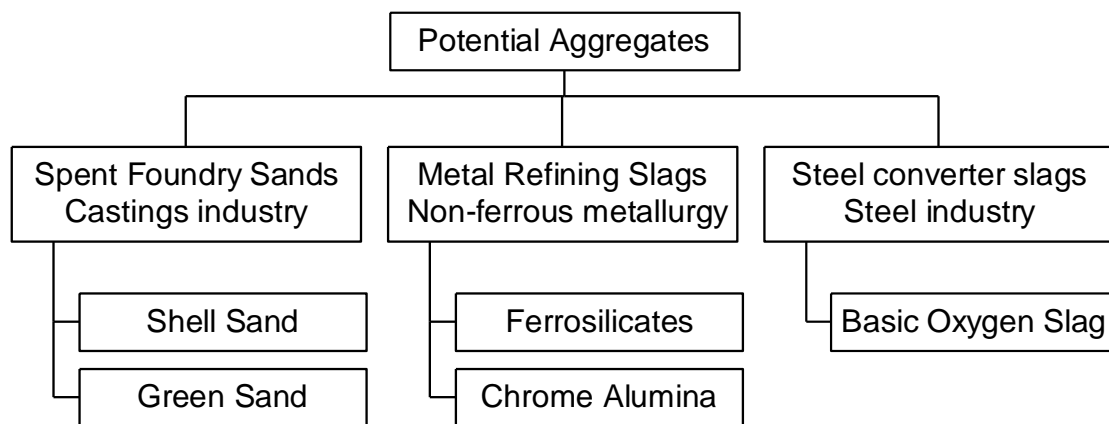 Potential Aggregates
Spent Foundry Sands
Castings industry
Shell Sand
Green Sand
Metal Refining Slags
Non-ferrous metallurgy
Ferrosilicates
Chrome Alumina
Steel converter slags
Steel industry
Basic Oxygen Slag